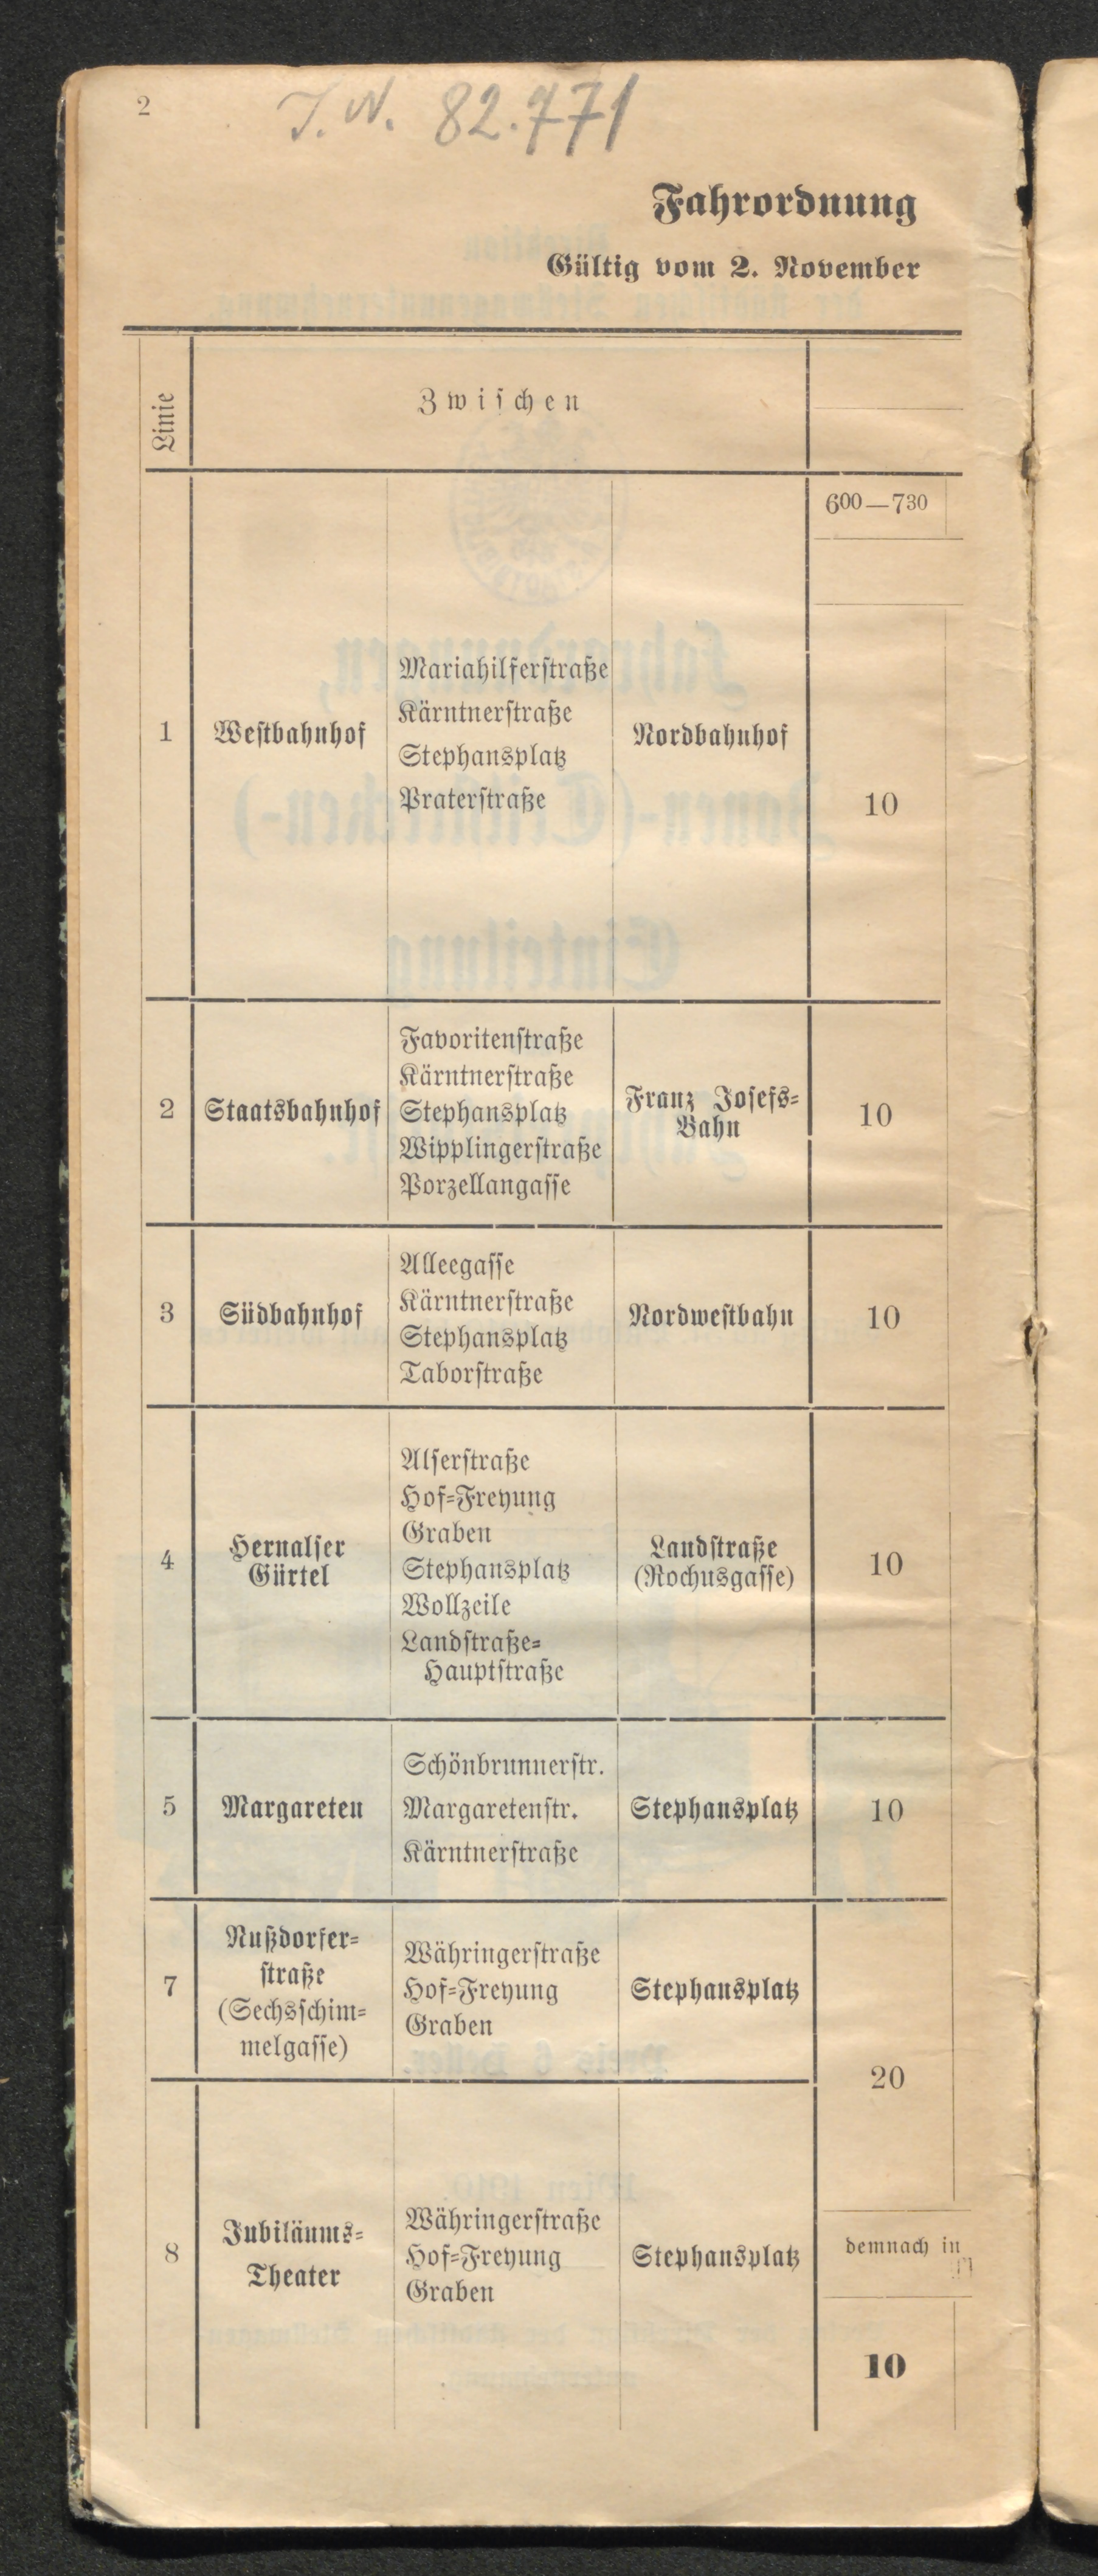 2
J. N. 82.771
Fahrordnung
Gültig vom 2. November
Linie
Zwischen
600—730
1
Westbahnhof
Mariahilferstraße
Kärntnerstraße
Stephansplatz
Praterstraße
Nordbahnhof
10
2
Staatsbahnhof
Favoritenstraße
Kärntnerstraße
Stephansplatz
Wipplingerstraße
Porzellangasse
Franz Josefs-
Bahn
10
3
Südbahnhof
Alleegasse
Kärntnerstraße
Stephansplatz
Taborstraße
Nordwestbahn
10
4
Hernalser
Gürtel
Alserstraße
Hof-Freyung
Graben
Stephansplatz
Wollzeile
Landstraße-
Hauptstraße
Landstraße
(Rochusgasse)
10
5
Margareten
Schönbrunnerstr.
Margaretenstr.
Kärntnerstraße
Stephansplatz
10
7
Nußdorfer-
straße
(Sechsschim-
melgasse)
Währingerstraße
Hof-Freyung
Graben
Stephansplatz
20
8
Jubiläums-
Theater
Währingerstraße
Hof-Freyung
Graben
Stephansplatz
demnach in
10